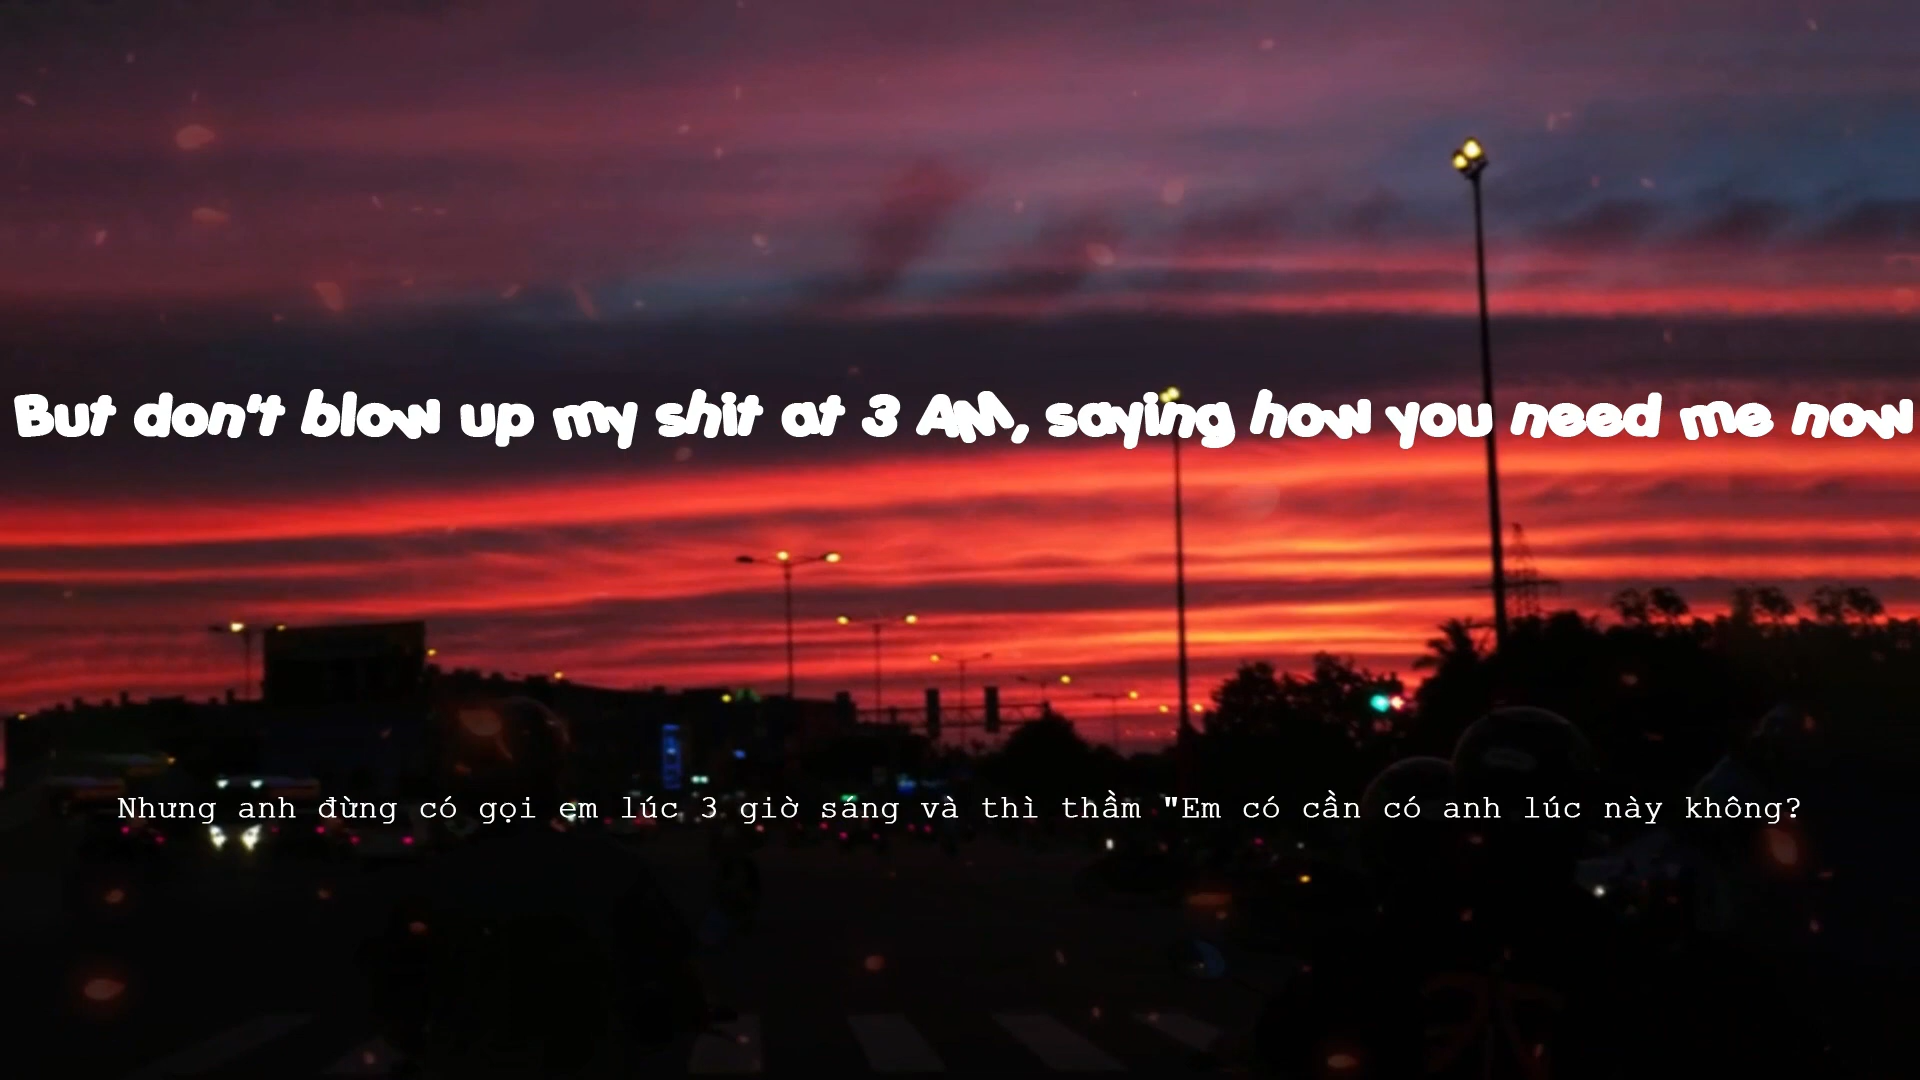 But don't blow up my shit at 3 AM, saying how you need me now
Nhưng anh đừng có gọi em lúc 3 giờ sáng và thì thầm "Em có cần có anh lúc này không?